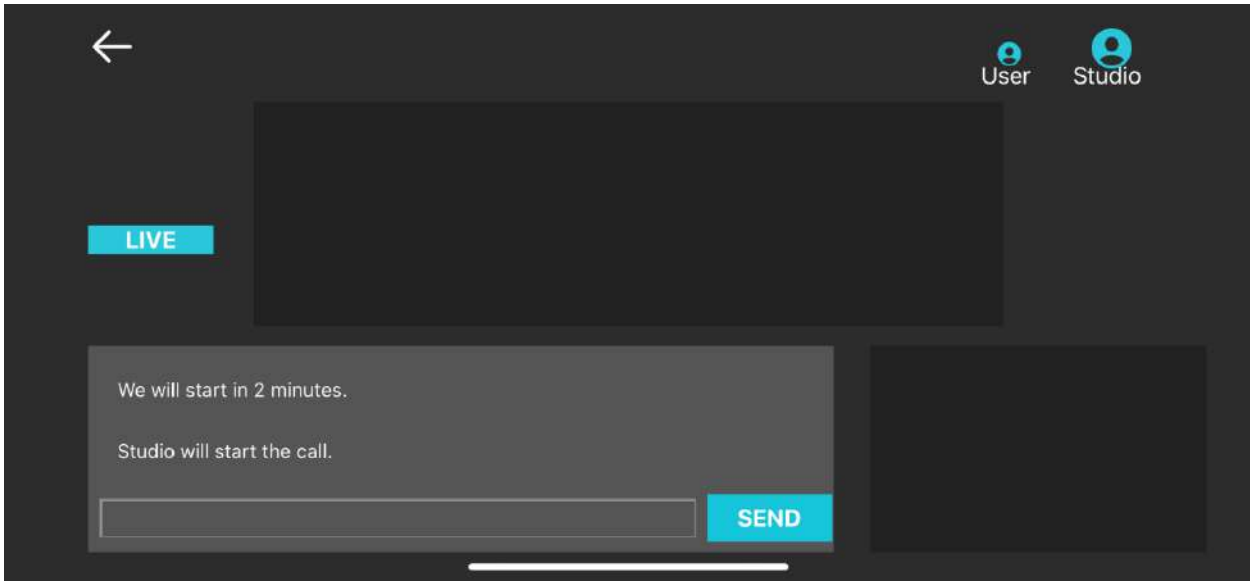 User Studio
LIVE
We will start in 2 minutes.
Studio will start the call.
SEND